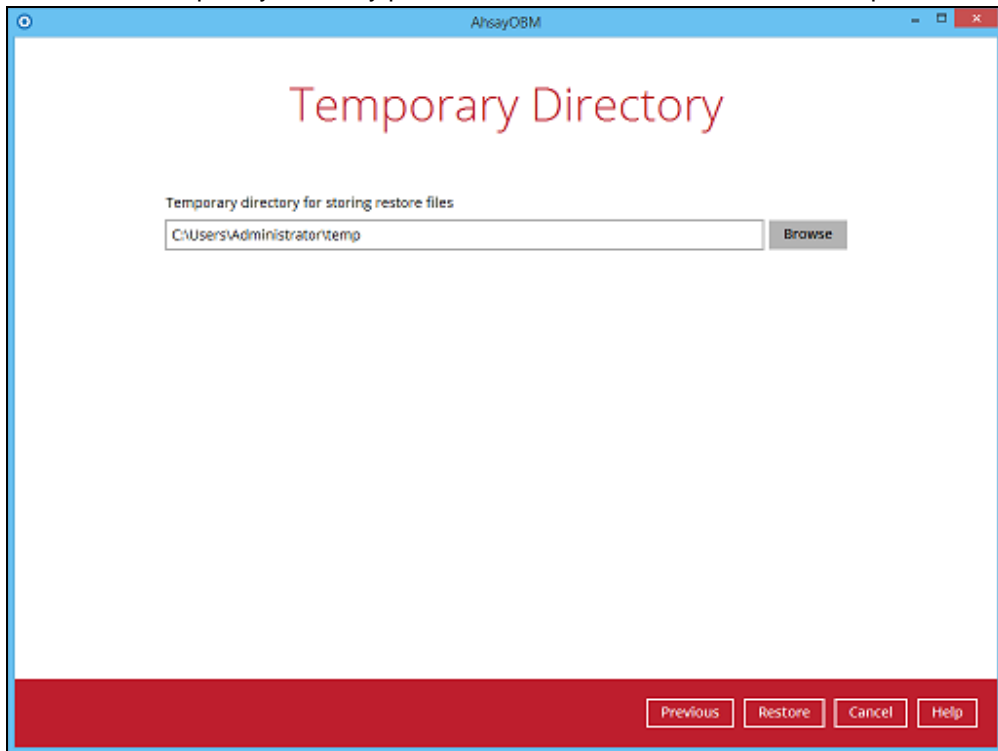 AhsayOBM
Temporary Directory
Temporary directory for storing restore files
C:\Users\Administrator\temp
Browse
Previous
Restore
Cancel
Help